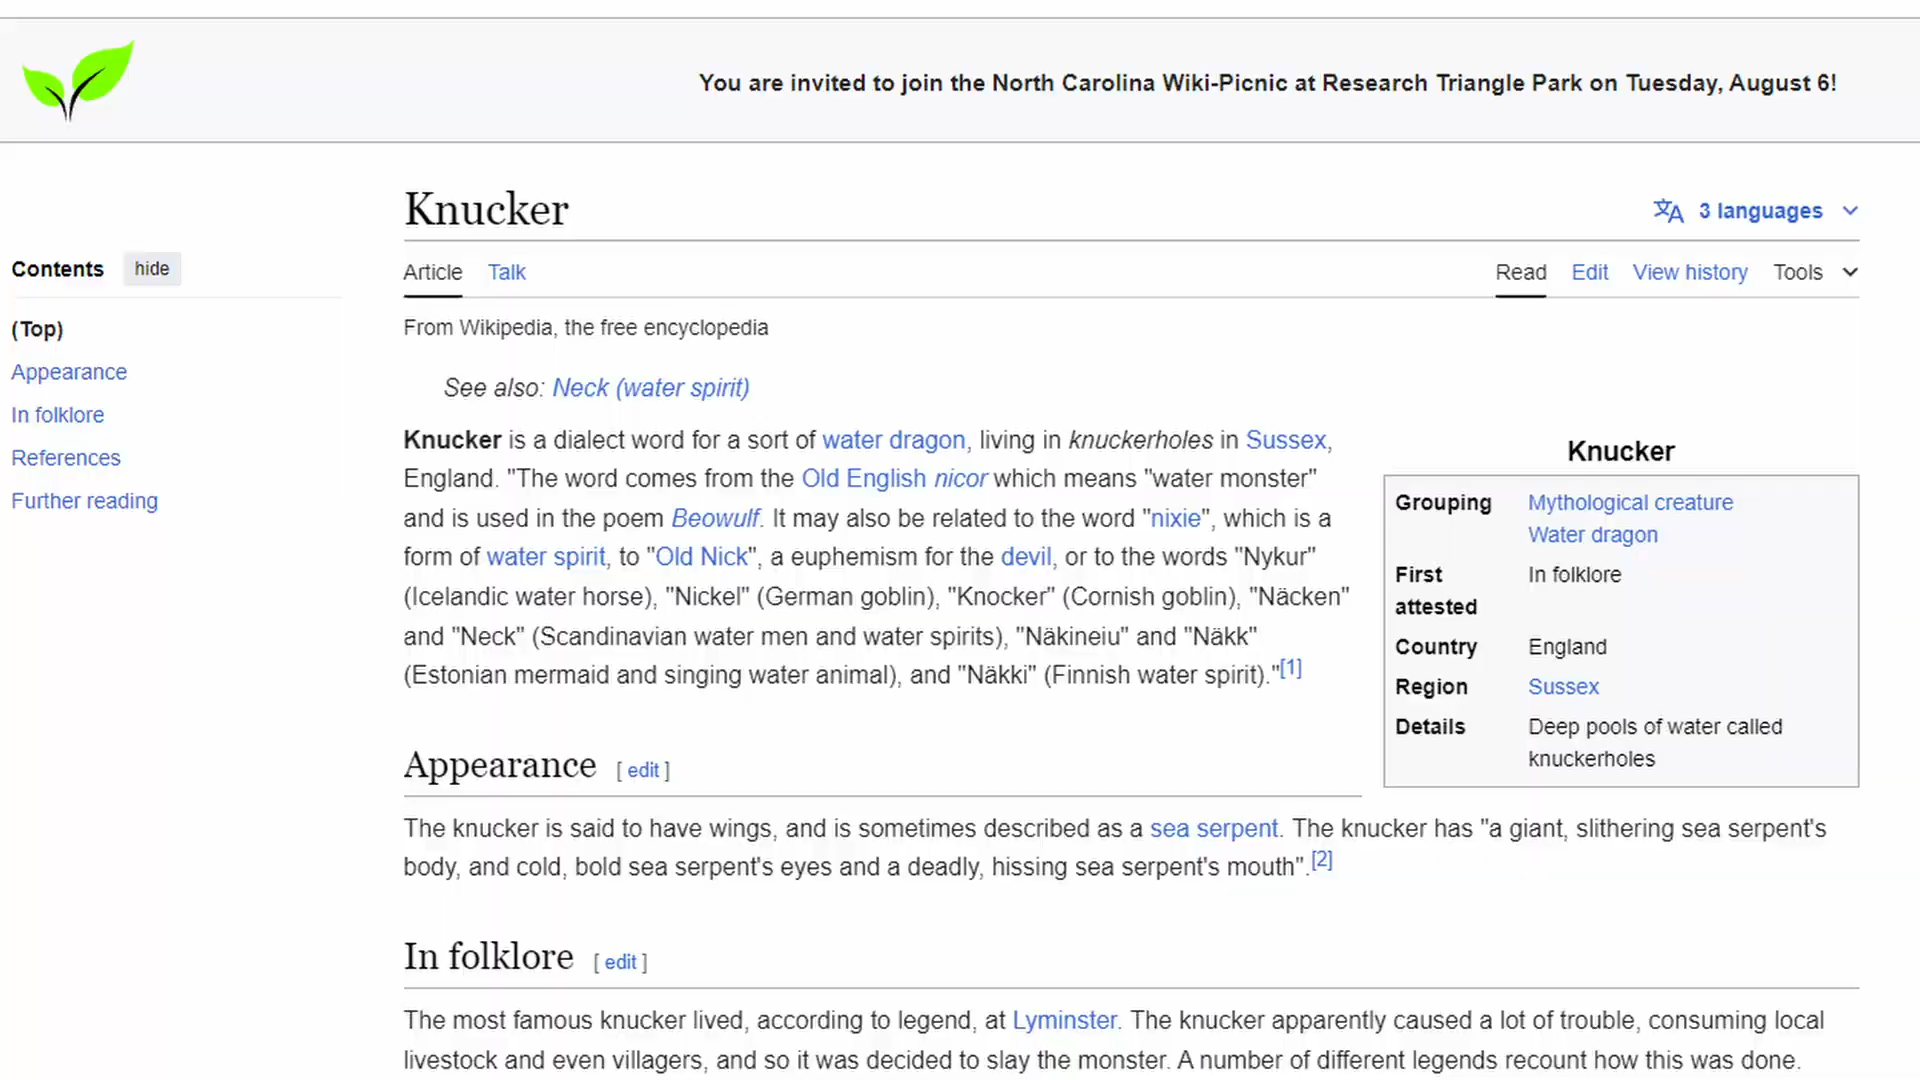 You are invited to join the North Carolina Wiki-Picnic at Research Triangle Park on Tuesday, August 6!
Knucker
3 languages
Contents hide
Article Talk
Read Edit View history Tools
(Top)
Appearance
In folklore
References
Further reading
From Wikipedia, the free encyclopedia
See also: Neck (water spirit)
Knucker is a dialect word for a sort of water dragon, living in knuckerholes in Sussex,
England. "The word comes from the Old English nicor which means "water monster"
and is used in the poem Beowulf. It may also be related to the word "nixie", which is a
form of water spirit, to "Old Nick", a euphemism for the devil, or to the words "Nykur"
(Icelandic water horse), "Nickel" (German goblin), "Knocker" (Cornish goblin), "Näcken"
and "Neck" (Scandinavian water men and water spirits), "Näkineiu" and "Näkk"
(Estonian mermaid and singing water animal), and "Näkki" (Finnish water spirit)."[1]
Knucker
Grouping Mythological creature
Water dragon
First In folklore
attested
Country England
Region Sussex
Details Deep pools of water called
knuckerholes
Appearance [ edit ]
The knucker is said to have wings, and is sometimes described as a sea serpent. The knucker has "a giant, slithering sea serpent's
body, and cold, bold sea serpent's eyes and a deadly, hissing sea serpent's mouth".[2]
In folklore [ edit ]
The most famous knucker lived, according to legend, at Lyminster. The knucker apparently caused a lot of trouble, consuming local
livestock and even villagers, and so it was decided to slay the monster. A number of different legends recount how this was done.